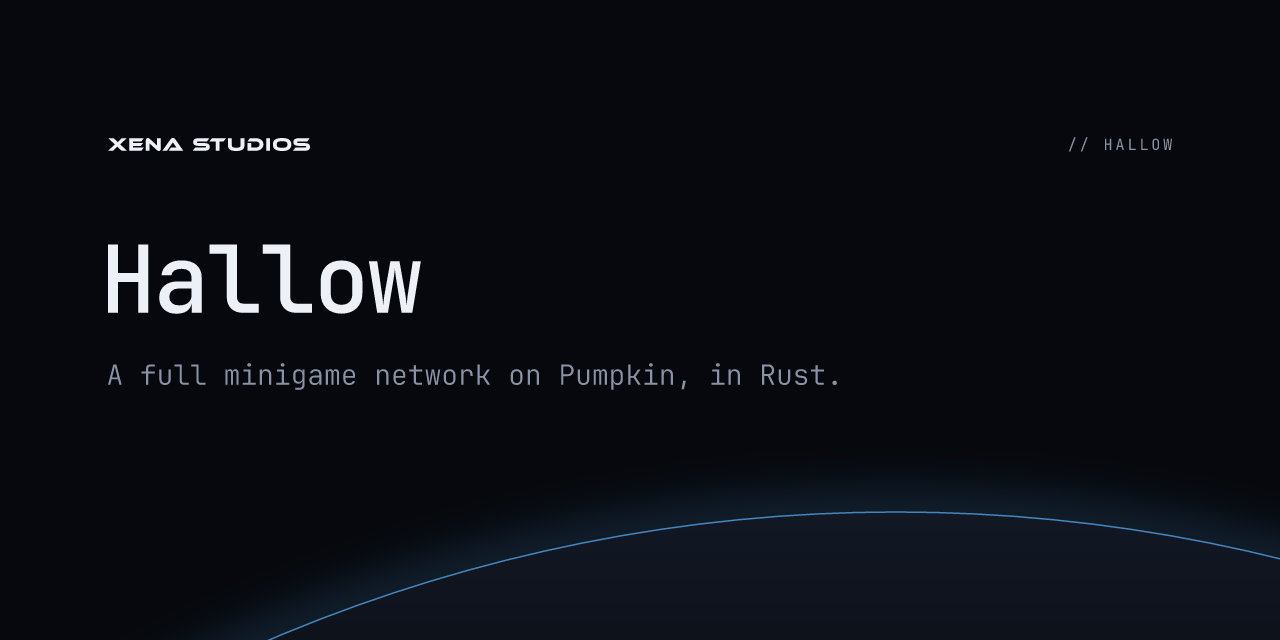 XENA STUDIOS
// HALLOW
Hallow
A full minigame network on Pumpkin, in Rust.